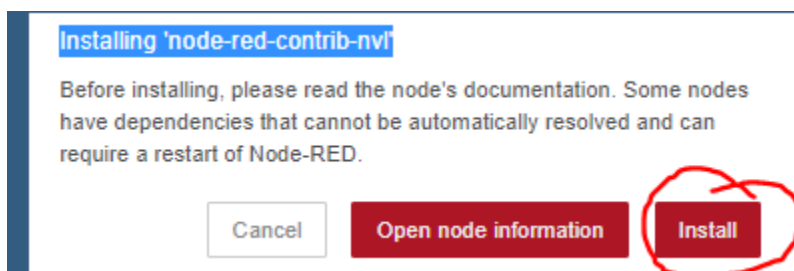 Installing 'node-red-contrib-nvl'
Before installing, please read the node's documentation. Some nodes
have dependencies that cannot be automatically resolved and can
require a restart of Node-RED.
Cancel
Open node information
Install